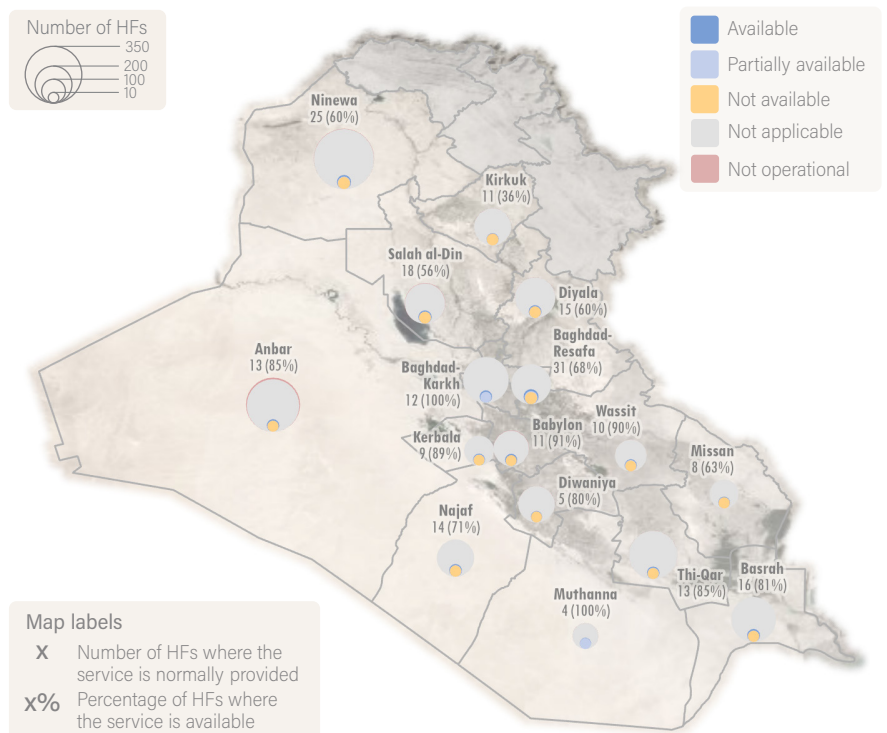 Number of HFs
350
200
100
10
Available
Partially available
Not available
Not applicable
Not operational
Ninewa
25 (60%)
Kirkuk
11 (36%)
Salah al-Din
18 (56%)
Diyala
15 (60%)
Baghdad-
Resafa
31 (68%)
Anbar
13 (85%)
Baghdad-
Karkh
12 (100%)
Wassit
10 (90%)
Babylon
11 (91%)
Kerbala
9 (89%)
Missan
8 (63%)
Diwaniya
5 (80%)
Najaf
14 (71%)
Thi-Qar
13 (85%)
Basrah
16 (81%)
Muthanna
4 (100%)
Map labels
X Number of HFs where the
service is normally provided
x% Percentage of HFs where
the service is available